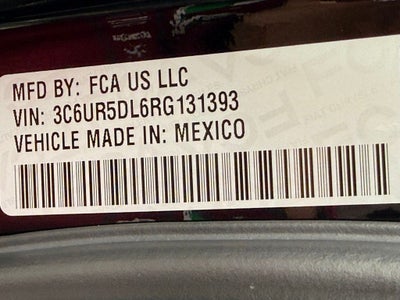 MFD BY: FCA US LLC
VIN: 3C6UR5DL6RG131393
VEHICLE MADE IN: MEXICO